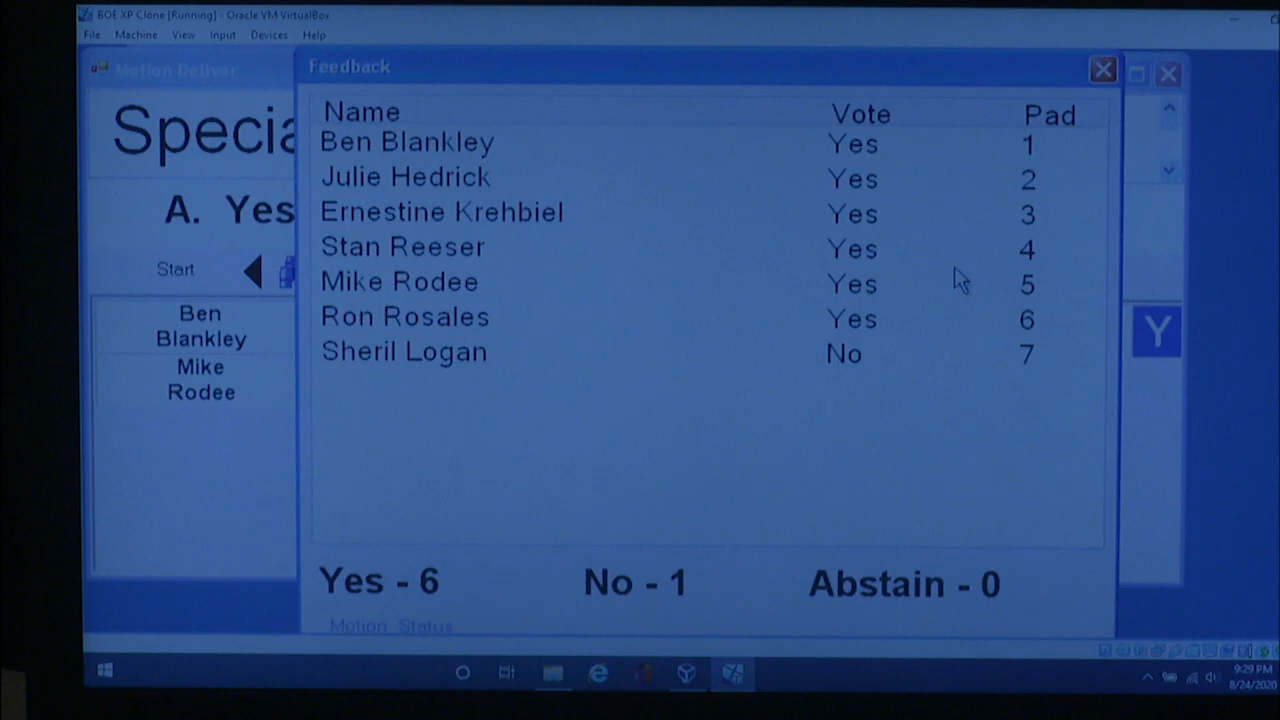 BOE XP Clone [Running] - Oracle VM VirtualBox
File Machine View Input Devices Help
Motion Deliver
Feedback
Specia
A. Yes
Start
Ben
Blankley
Mike
Rodee
Name Vote Pad
Ben Blankley Yes 1
Julie Hedrick Yes 2
Ernestine Krehbiel Yes 3
Stan Reeser Yes 4
Mike Rodee Yes 5
Ron Rosales Yes 6
Sheril Logan No 7
Y
Yes - 6 No - 1 Abstain - 0
Motion Status
9:29 PM
8/24/2020